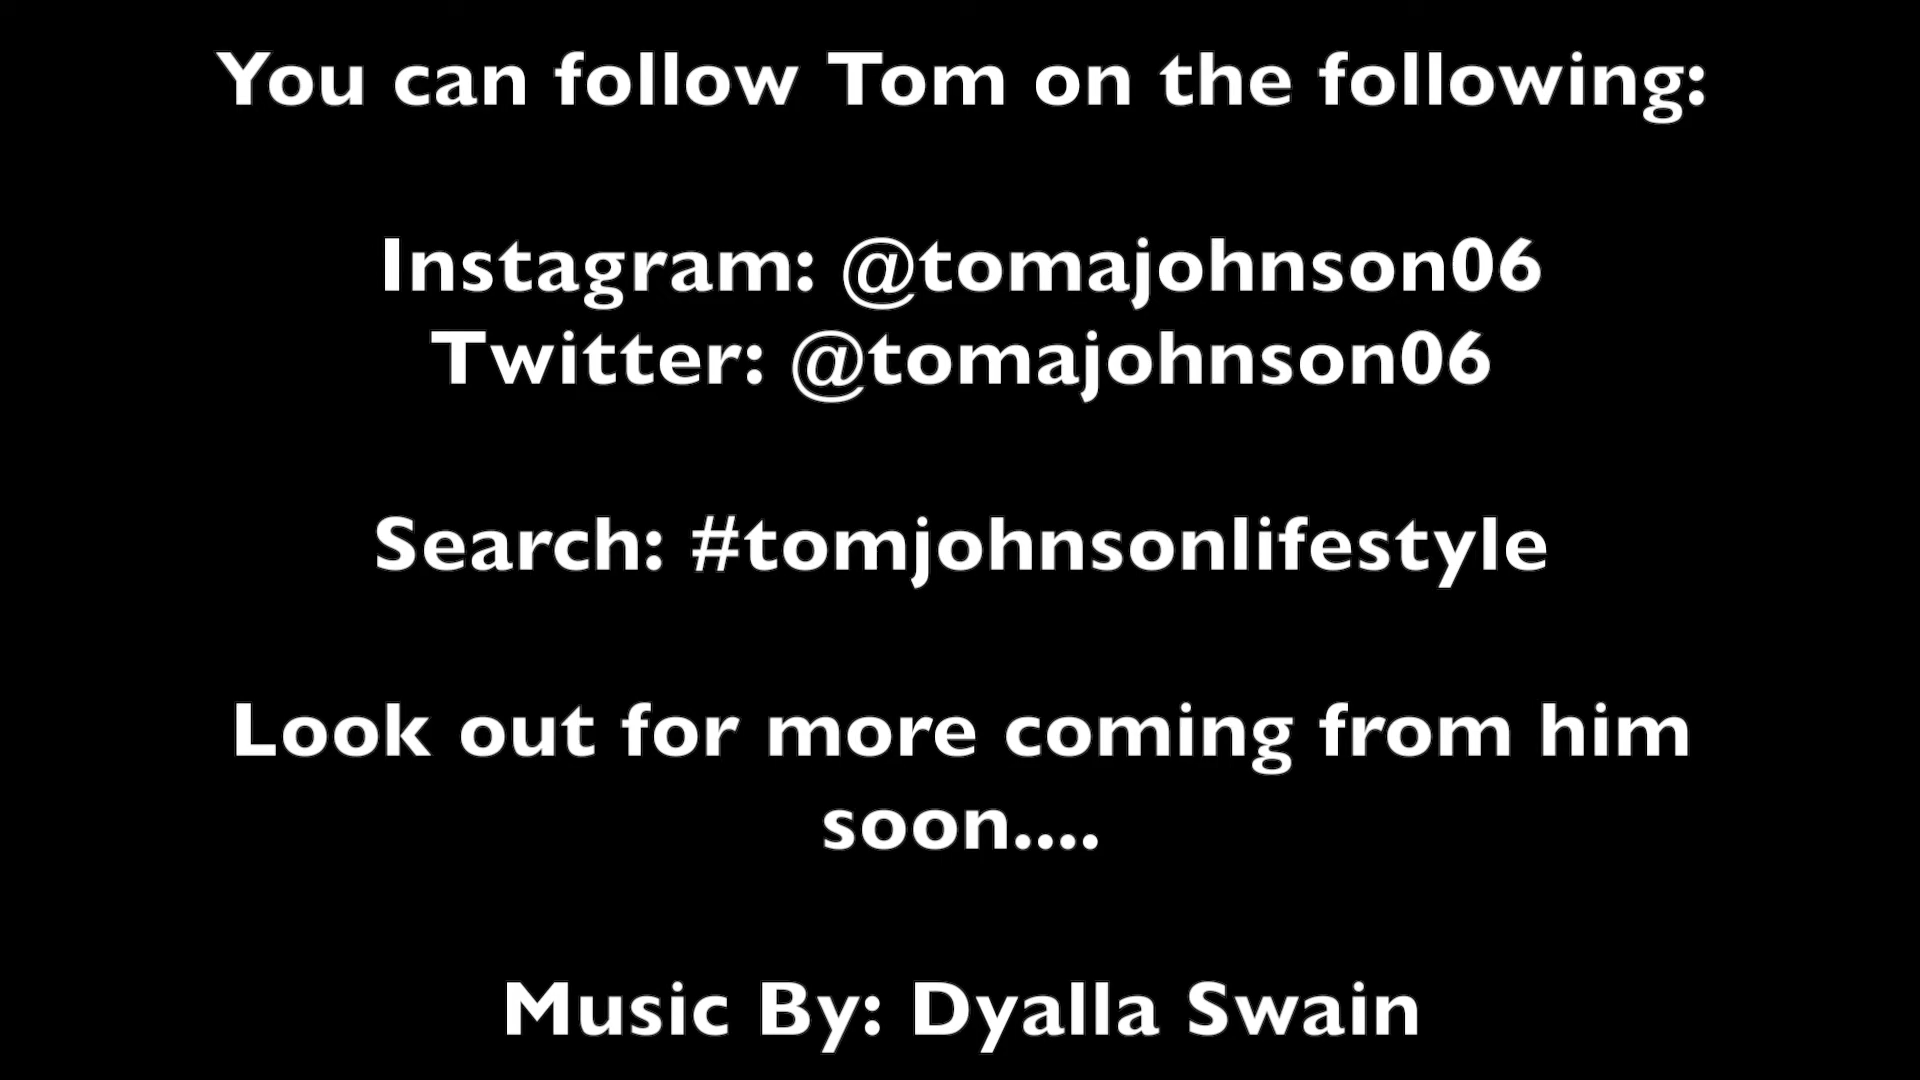 You can follow Tom on the following:
Instagram: @tomajohnson06
Twitter: @tomajohnson06
Search: #tomjohnsonlifestyle
Look out for more coming from him
soon....
Music By: Dyalla Swain